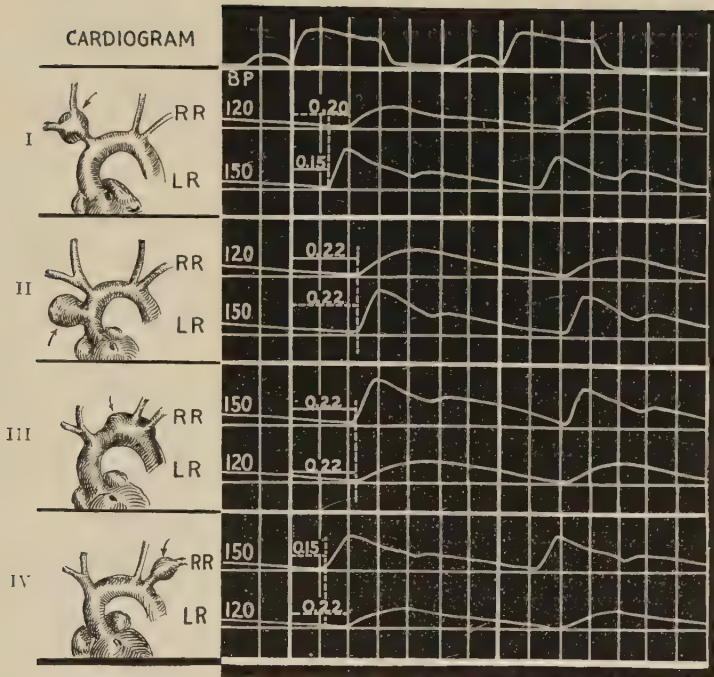 CARDIOGRAM
BP
I
RR 120 0.20
LR 150 0.15
II
RR 120 0.22
LR 150 0.22
III
RR 150 0.22
LR 120 0.22
IV
RR 150 0.15
LR 120 0.22